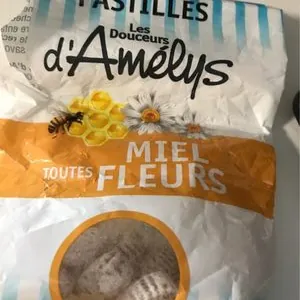 PASTILLES
Les
Douceurs
d'Amélys
MIEL
TOUTES FLEURS